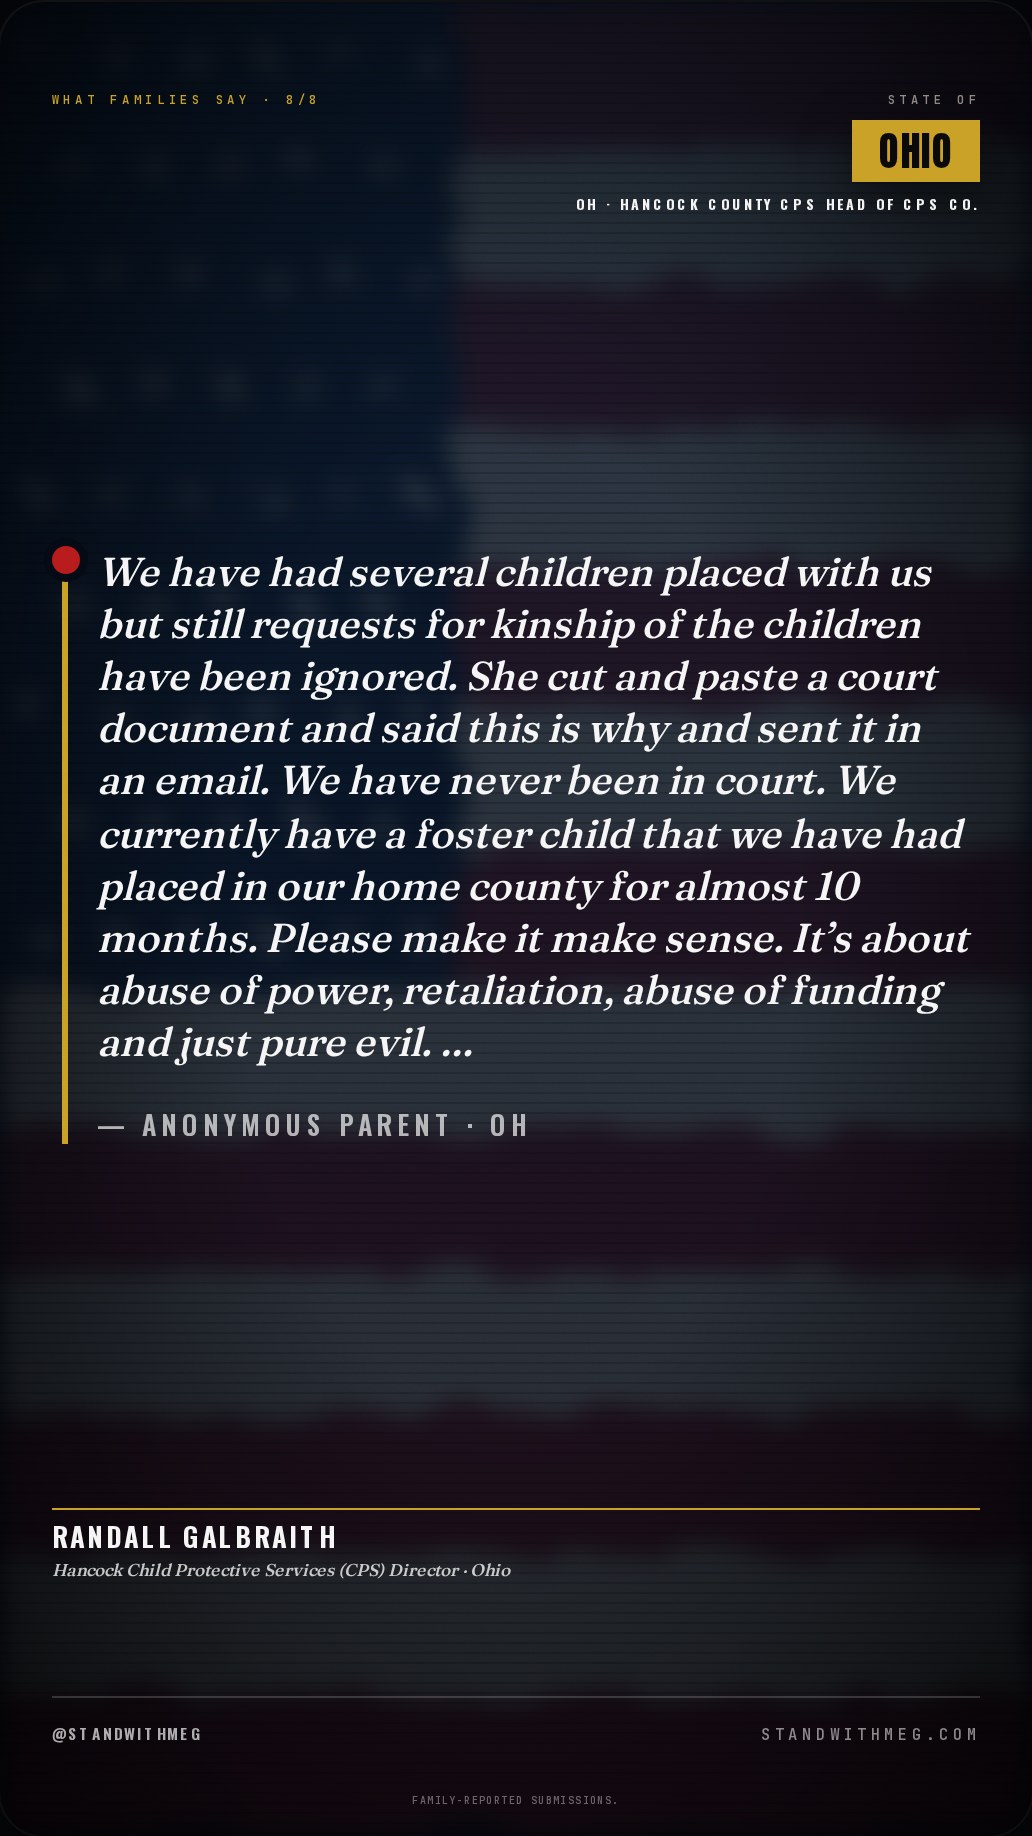 WHAT FAMILIES SAY · 8/8
STATE OF
OHIO
OH · HANCOCK COUNTY CPS HEAD OF CPS CO.
We have had several children placed with us
but still requests for kinship of the children
have been ignored. She cut and paste a court
document and said this is why and sent it in
an email. We have never been in court. We
currently have a foster child that we have had
placed in our home county for almost 10
months. Please make it make sense. It’s about
abuse of power, retaliation, abuse of funding
and just pure evil. ...
— ANONYMOUS PARENT · OH
RANDALL GALBRAITH
Hancock Child Protective Services (CPS) Director · Ohio
@STANDWITHMEG
STANDWITHMEG.COM
FAMILY-REPORTED SUBMISSIONS.